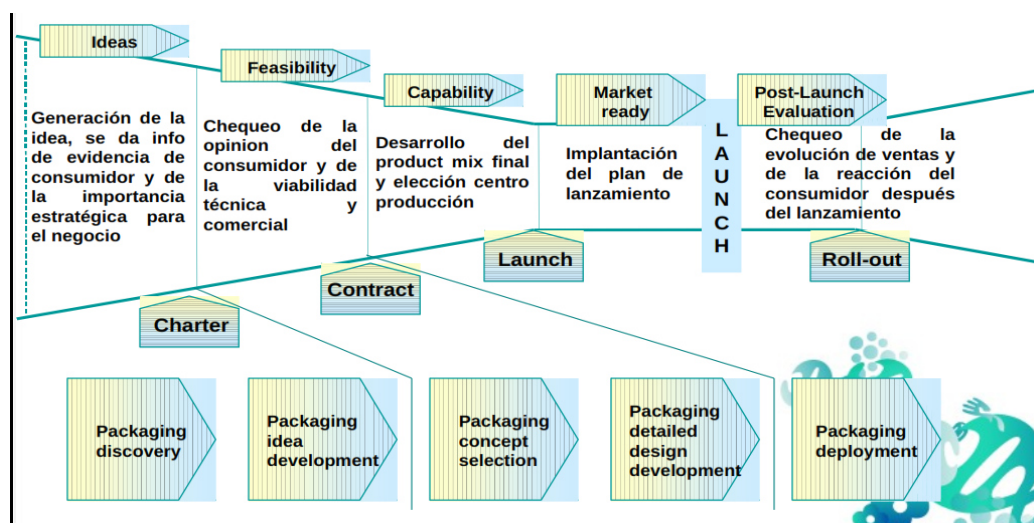 Ideas
Feasibility
Capability
Market
ready
Post-Launch
Evaluation
Generación de la
idea, se da info
de evidencia de
consumidor y de
la importancia
estratégica para
el negocio
Chequeo de la
opinion del
consumidor y de
la viabilidad
técnica y
comercial
Desarrollo del
product mix final
y elección centro
producción
Implantación
del plan de
lanzamiento
L
A
U
N
C
H
Chequeo de la
evolución de ventas y
de la reacción del
consumidor después
del lanzamiento
Charter
Contract
Launch
Roll-out
Packaging
discovery
Packaging
idea
development
Packaging
concept
selection
Packaging
detailed
design
development
Packaging
deployment